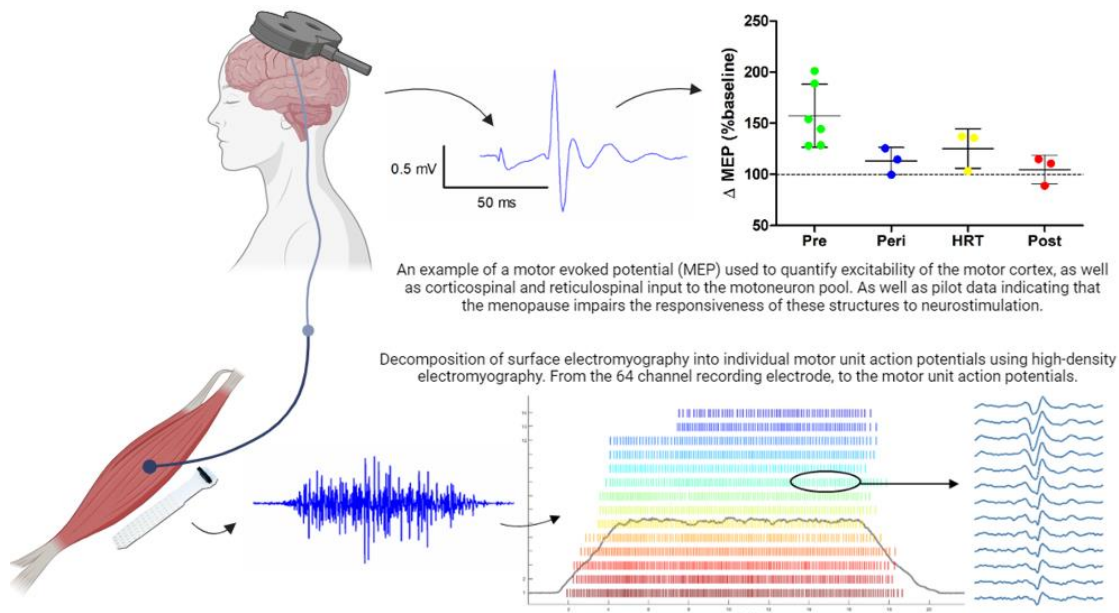 250
200
150
100
50
Δ MEP (%baseline)
Pre Peri HRT Post
0.5 mV
50 ms
An example of a motor evoked potential (MEP) used to quantify excitability of the motor cortex, as well
as corticospinal and reticulospinal input to the motoneuron pool. As well as pilot data indicating that
the menopause impairs the responsiveness of these structures to neurostimulation.
Decomposition of surface electromyography into individual motor unit action potentials using high-density
electromyography. From the 64 channel recording electrode, to the motor unit action potentials.